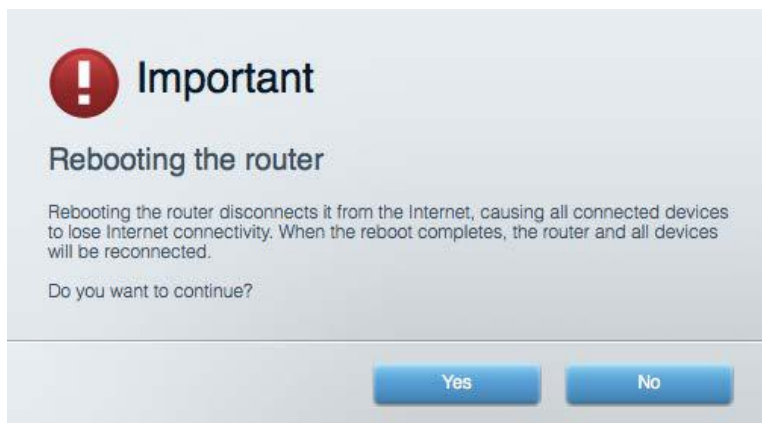 Important
Rebooting the router
Rebooting the router disconnects it from the Internet, causing all connected devices
to lose Internet connectivity. When the reboot completes, the router and all devices
will be reconnected.
Do you want to continue?
Yes No